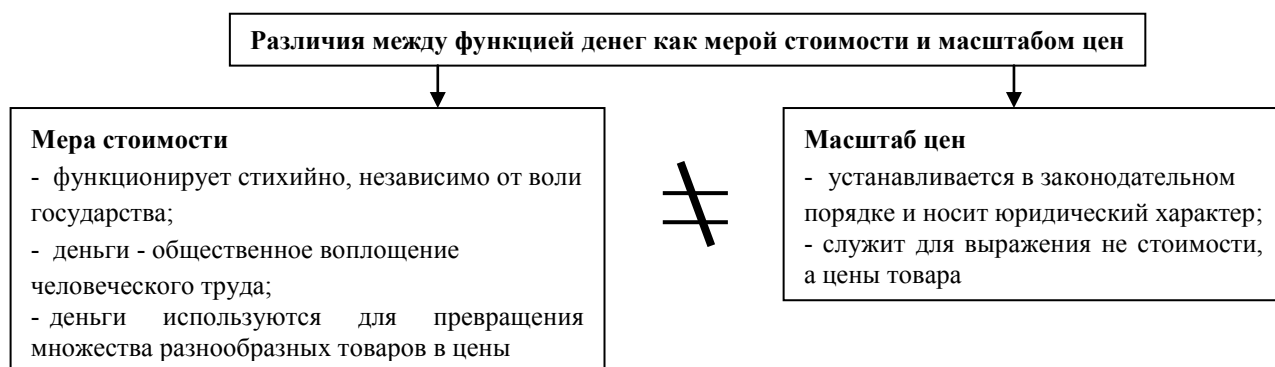 Различия между функцией денег как мерой стоимости и масштабом цен
Мера стоимости
- функционирует стихийно, независимо от воли
государства;
- деньги - общественное воплощение
человеческого труда;
- деньги используются для превращения
множества разнообразных товаров в цены
Масштаб цен
- устанавливается в законодательном
порядке и носит юридический характер;
- служит для выражения не стоимости,
а цены товара